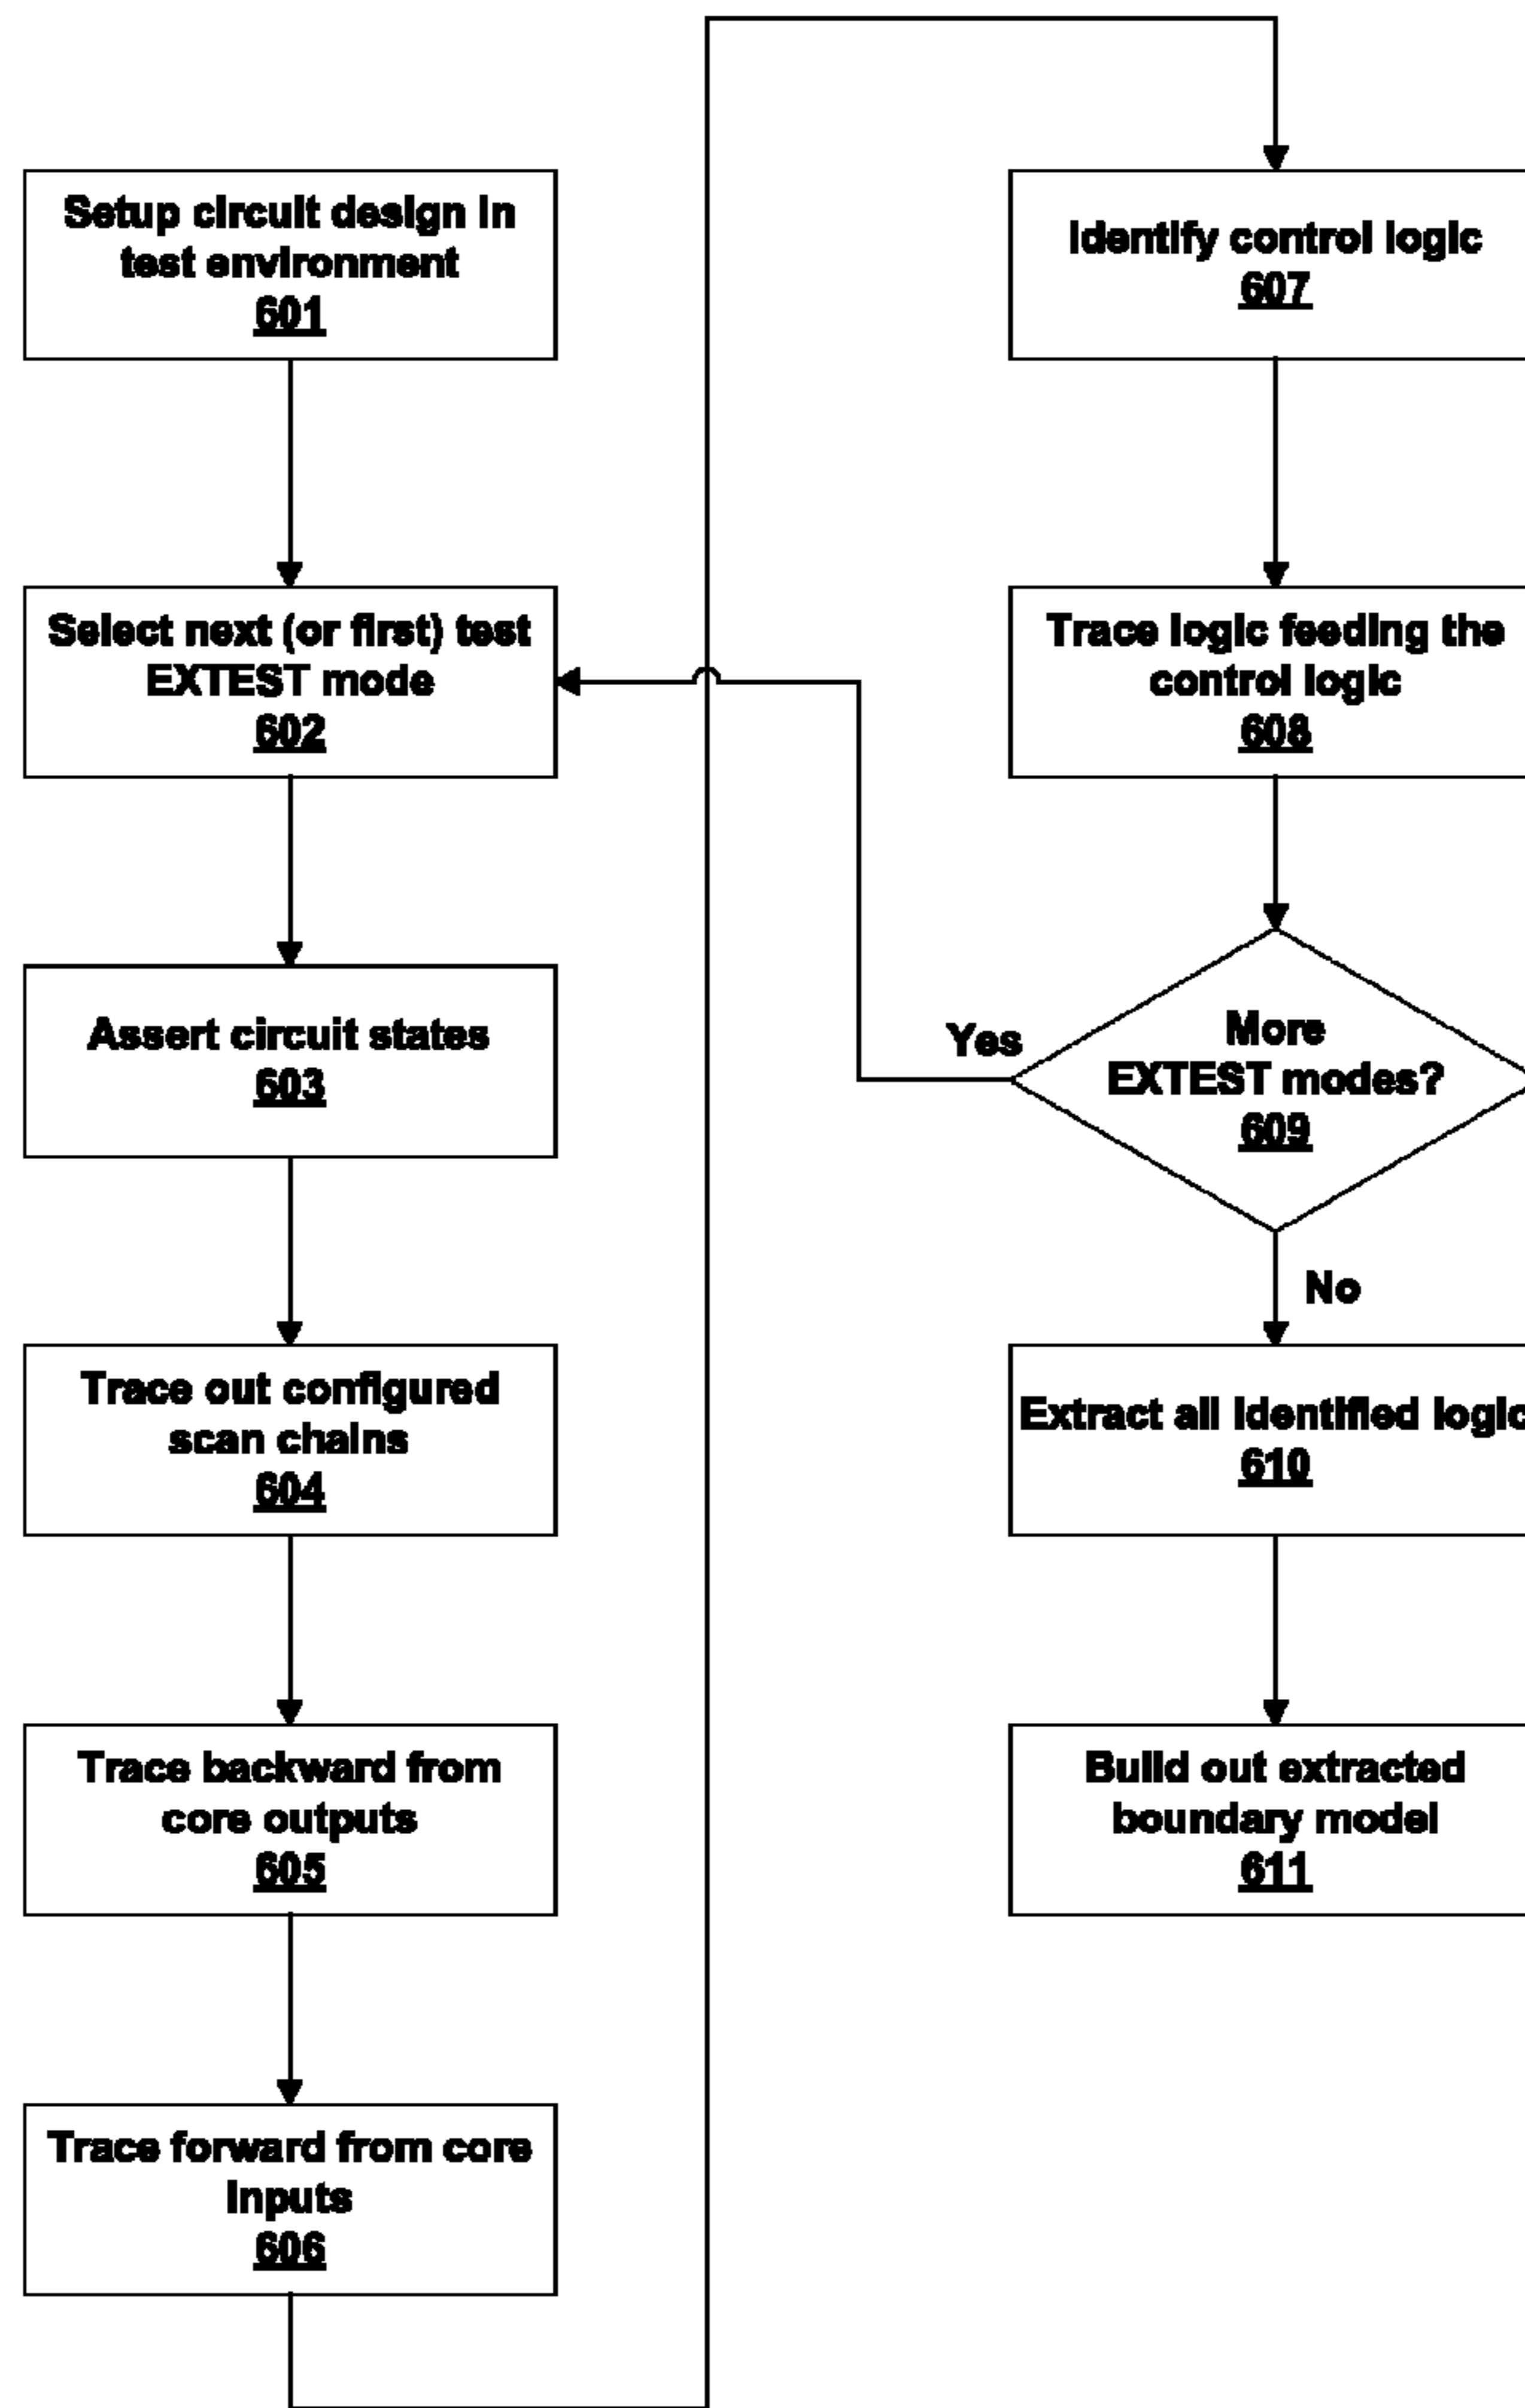 Setup circuit design in
test environment
601
Select next (or first) test
EXTEST mode
602
Assert circuit states
603
Trace out configured
scan chains
604
Trace backward from
core outputs
605
Trace forward from core
inputs
606
Identify control logic
607
Trace logic feeding the
control logic
608
More
EXTEST modes?
609
Yes
No
Extract all identified logic
610
Build out extracted
boundary model
611